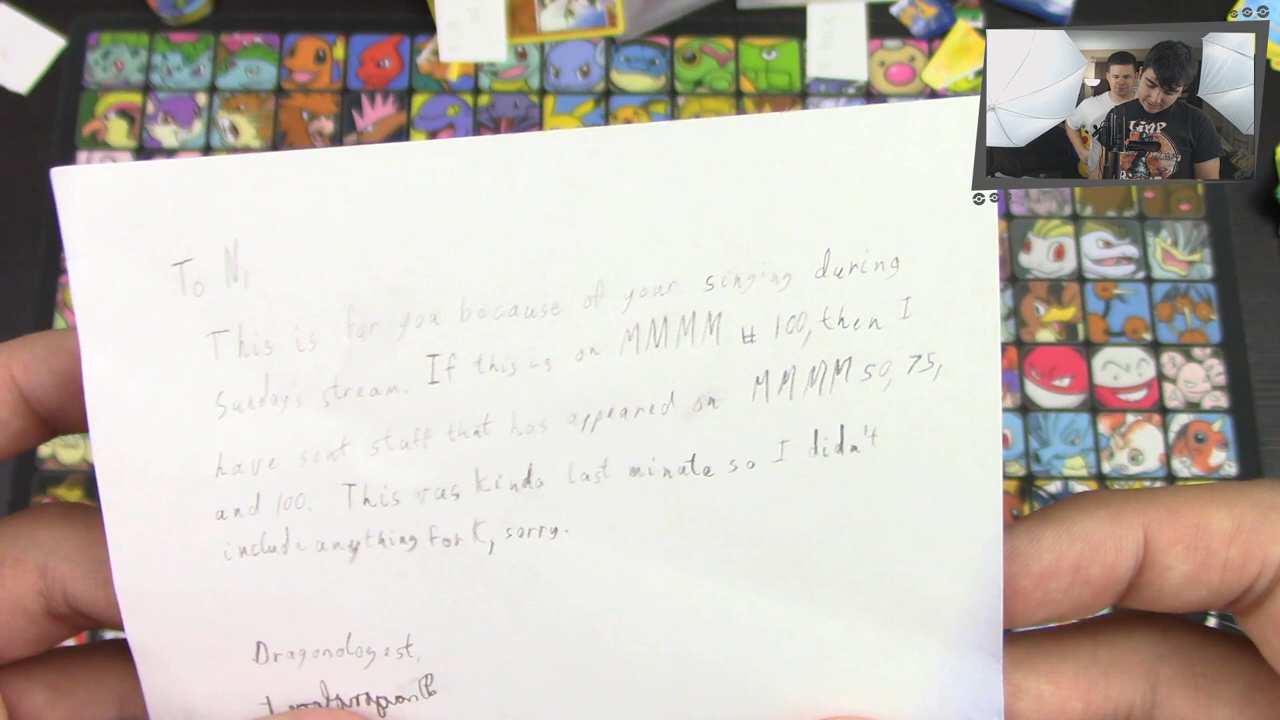 To N,
This is for you because of your singing during
Sundays stream. If this is on MMMM # 100, then I
have sent stuff that has appeared on MMMM 50, 75,
and 100. This was kinda last minute so I didn't
include anything for K, sorry.
Dragonologest,